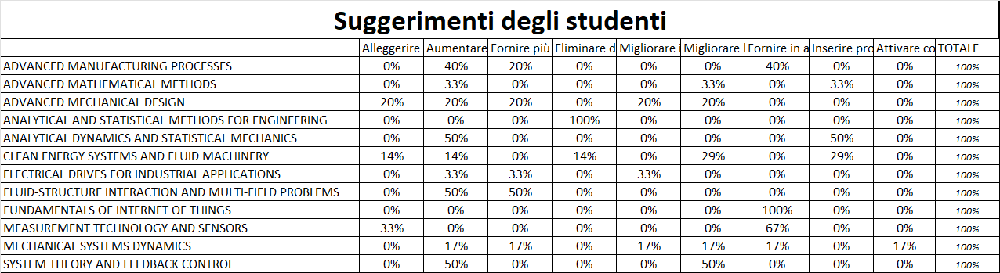 Suggerimenti degli studenti
Alleggerire Aumentare Fornire più Eliminare d Migliorare i Migliorare l Fornire in a Inserire pro Attivare co TOTALE
ADVANCED MANUFACTURING PROCESSES 0% 40% 20% 0% 0% 0% 40% 0% 0% 100%
ADVANCED MATHEMATICAL METHODS 0% 33% 0% 0% 0% 33% 0% 33% 0% 100%
ADVANCED MECHANICAL DESIGN 20% 20% 20% 0% 20% 20% 0% 0% 0% 100%
ANALYTICAL AND STATISTICAL METHODS FOR ENGINEERING 0% 0% 0% 100% 0% 0% 0% 0% 0% 100%
ANALYTICAL DYNAMICS AND STATISTICAL MECHANICS 0% 50% 0% 0% 0% 0% 0% 50% 0% 100%
CLEAN ENERGY SYSTEMS AND FLUID MACHINERY 14% 14% 0% 14% 0% 29% 0% 29% 0% 100%
ELECTRICAL DRIVES FOR INDUSTRIAL APPLICATIONS 0% 33% 33% 0% 33% 0% 0% 0% 0% 100%
FLUID-STRUCTURE INTERACTION AND MULTI-FIELD PROBLEMS 0% 50% 50% 0% 0% 0% 0% 0% 0% 100%
FUNDAMENTALS OF INTERNET OF THINGS 0% 0% 0% 0% 0% 0% 100% 0% 0% 100%
MEASUREMENT TECHNOLOGY AND SENSORS 33% 0% 0% 0% 0% 0% 67% 0% 0% 100%
MECHANICAL SYSTEMS DYNAMICS 0% 17% 17% 0% 17% 17% 17% 0% 17% 100%
SYSTEM THEORY AND FEEDBACK CONTROL 0% 50% 0% 0% 0% 50% 0% 0% 0% 100%